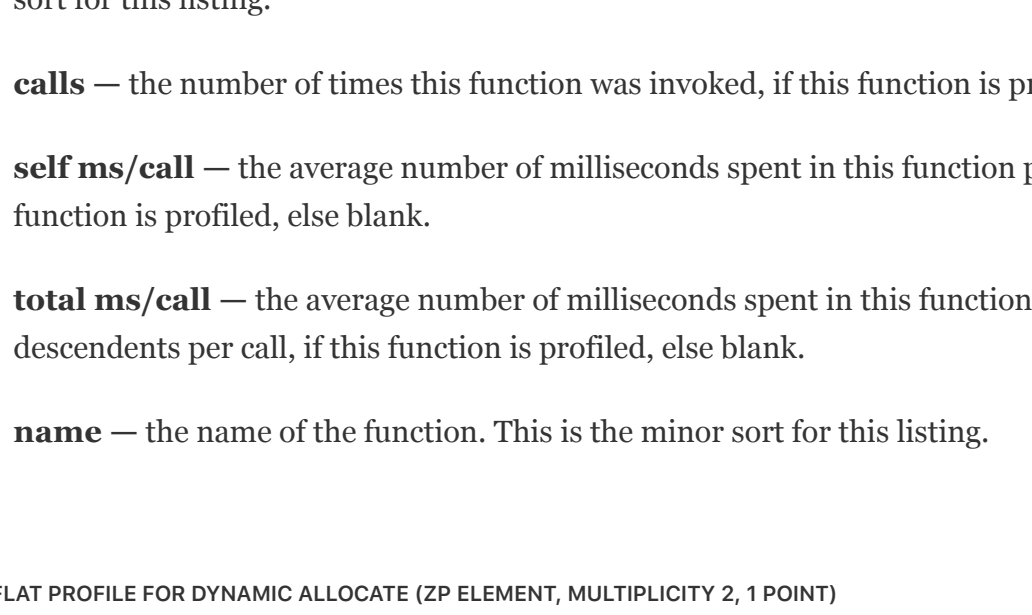 sort for this listing.
calls — the number of times this function was invoked, if this function is
self ms/call — the average number of milliseconds spent in this function
function is profiled, else blank.
total ms/call — the average number of milliseconds spent in this function
descendents per call, if this function is profiled, else blank.
name — the name of the function. This is the minor sort for this listing.
FLAT PROFILE FOR DYNAMIC ALLOCATE (ZP ELEMENT, MULTIPLICITY 2, 1 POINT)